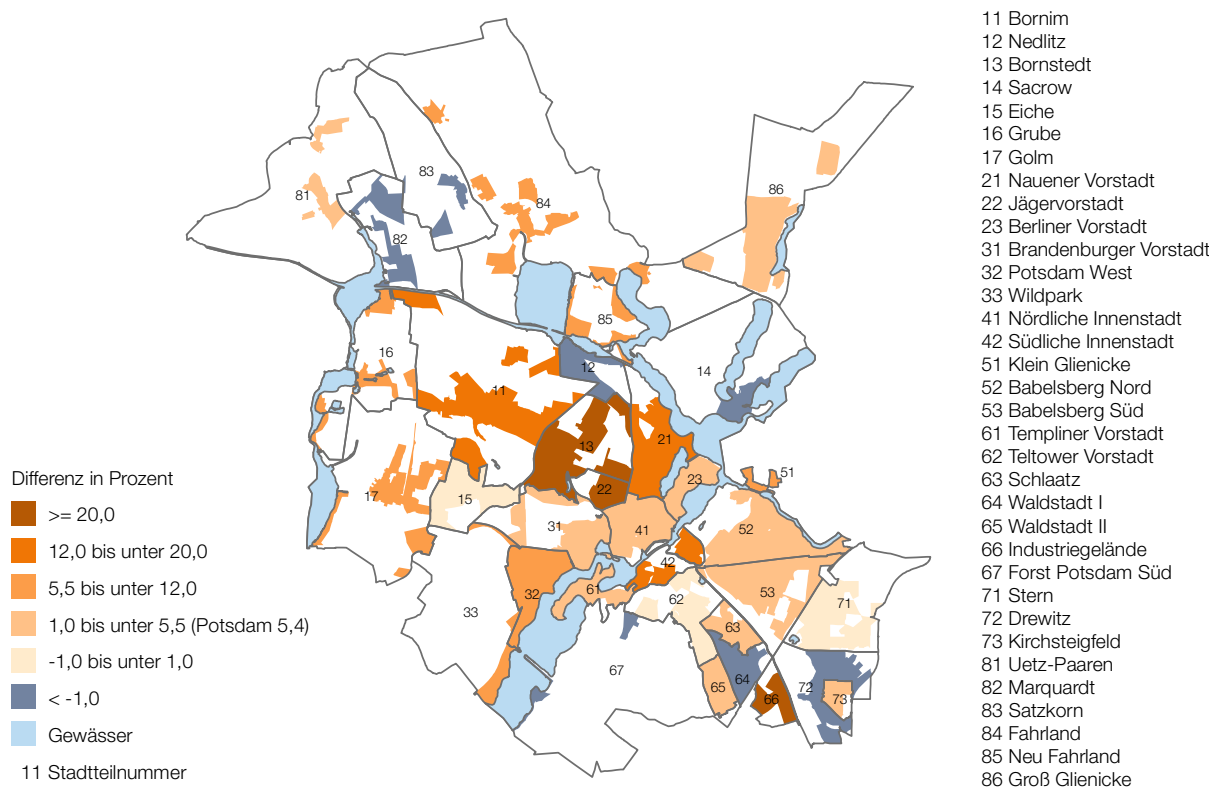 11 Bornim
12 Nedlitz
13 Bornstedt
14 Sacrow
15 Eiche
16 Grube
17 Golm
21 Nauener Vorstadt
22 Jägervorstadt
23 Berliner Vorstadt
31 Brandenburger Vorstadt
32 Potsdam West
33 Wildpark
41 Nördliche Innenstadt
42 Südliche Innenstadt
51 Klein Glienicke
52 Babelsberg Nord
53 Babelsberg Süd
61 Templiner Vorstadt
62 Teltower Vorstadt
63 Schlaatz
64 Waldstadt I
65 Waldstadt II
66 Industriegelände
67 Forst Potsdam Süd
71 Stern
72 Drewitz
73 Kirchsteigfeld
81 Uetz-Paaren
82 Marquardt
83 Satzkorn
84 Fahrland
85 Neu Fahrland
86 Groß Glienicke
83
86
81
84
82
85
16
12
14
11
21
13
51
23
22
17
15
31
41
52
42
32
61
53
62
71
33
63
67
64
65
72
66
73
Differenz in Prozent
>= 20,0
12,0 bis unter 20,0
5,5 bis unter 12,0
1,0 bis unter 5,5 (Potsdam 5,4)
-1,0 bis unter 1,0
< -1,0
Gewässer
11 Stadtteilnummer